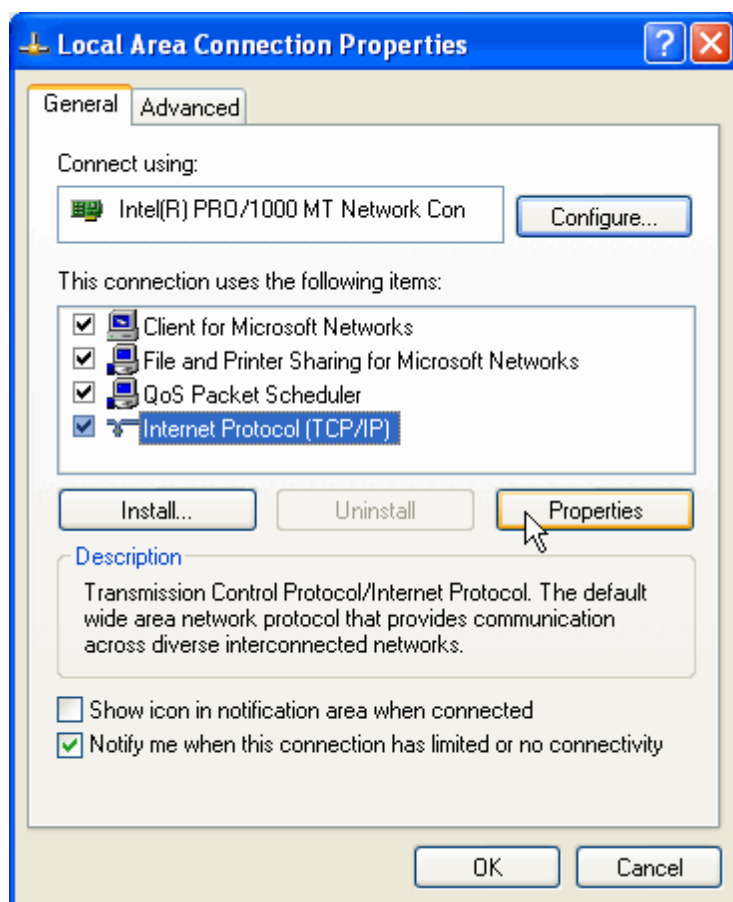 Local Area Connection Properties
General
Advanced
Connect using:
Intel(R) PRO/1000 MT Network Con
Configure...
This connection uses the following items:
Client for Microsoft Networks
File and Printer Sharing for Microsoft Networks
QoS Packet Scheduler
Internet Protocol (TCP/IP)
Install...
Uninstall
Properties
Description
Transmission Control Protocol/Internet Protocol. The default
wide area network protocol that provides communication
across diverse interconnected networks.
Show icon in notification area when connected
Notify me when this connection has limited or no connectivity
OK
Cancel